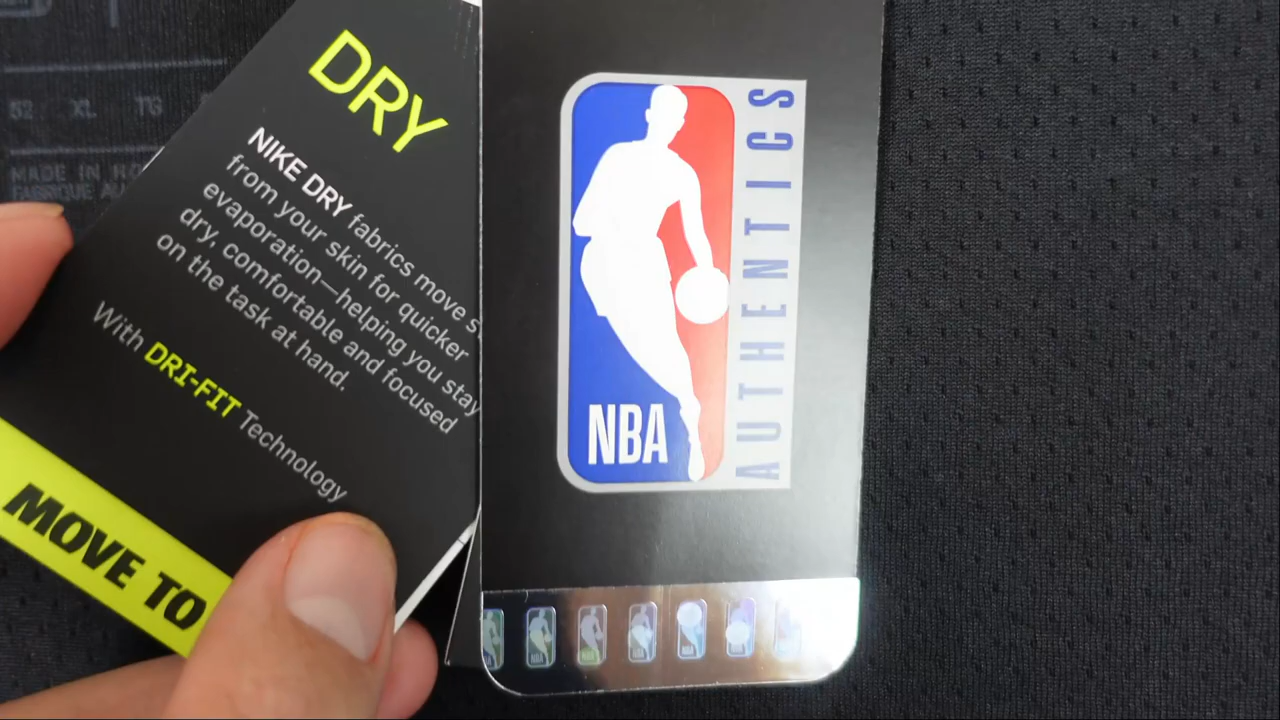 52 XL TG
MADE IN
DRY
NIKE DRY fabrics move
from your skin for quicker
evaporation—helping you stay
dry, comfortable and focused
on the task at hand.
With DRI-FIT Technology
MOVE TO
NBA
AUTHENTICS